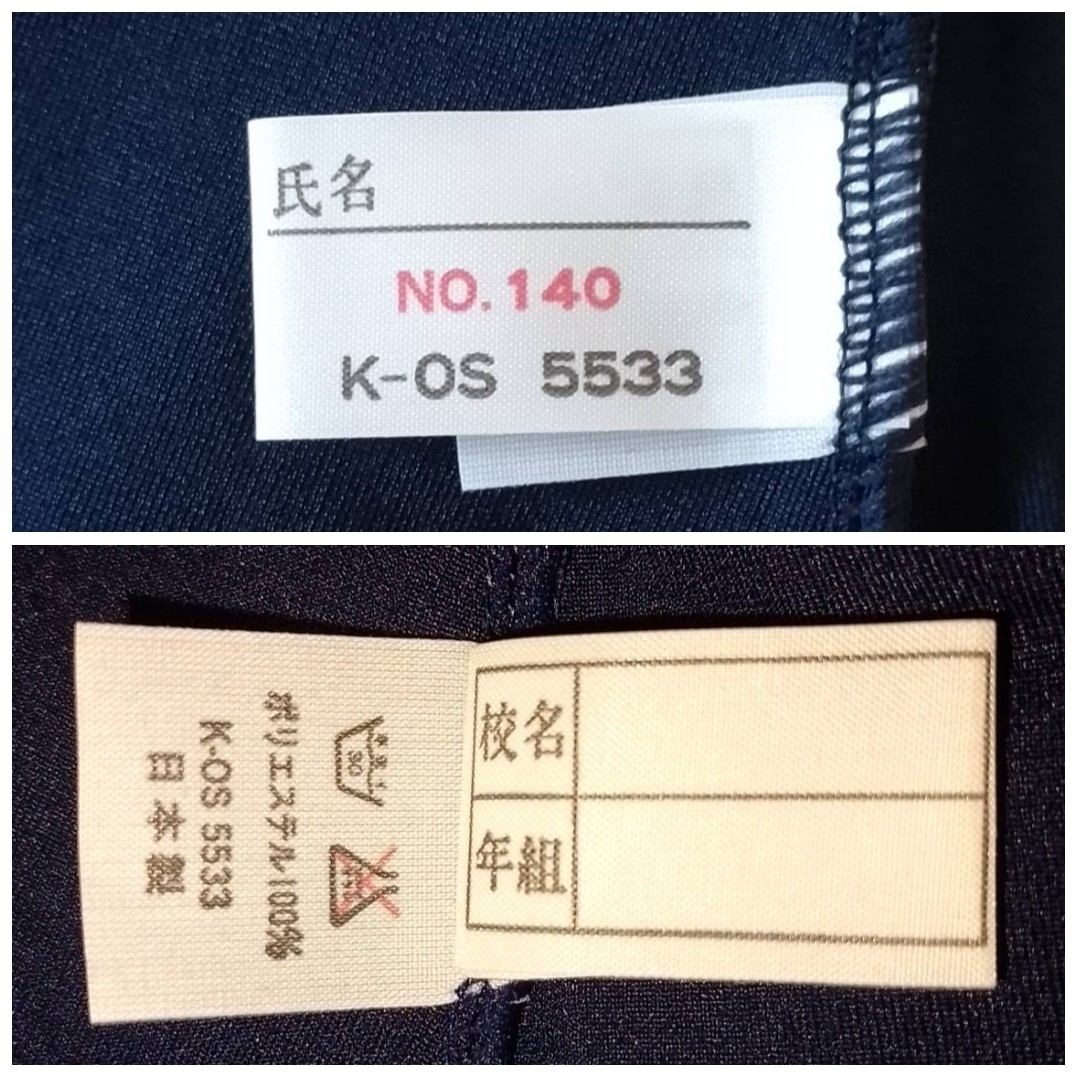 氏名
NO.140
K-OS 5533
30
ポリエステル100%
K-OS 5533
日本製
校名
年組